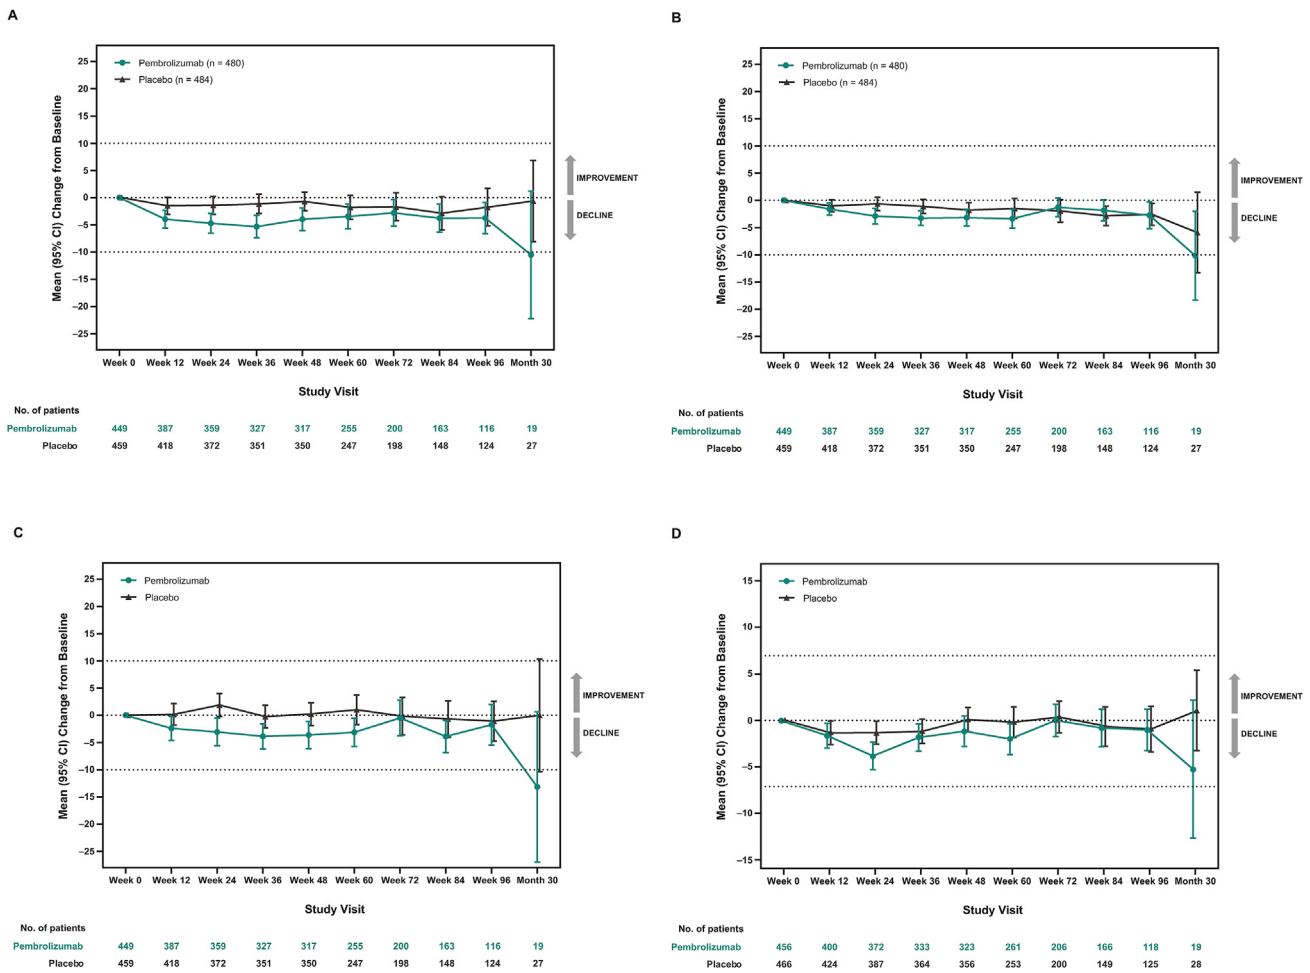 A
Pembrolizumab (n = 480)
Placebo (n = 484)
Mean (95% CI) Change from Baseline
25
20
15
10
5
0
–5
–10
–15
–20
–25
IMPROVEMENT
DECLINE
Week 0 Week 12 Week 24 Week 36 Week 48 Week 60 Week 72 Week 84 Week 96 Month 30
Study Visit
No. of patients
Pembrolizumab 449 387 359 327 317 255 200 163 116 19
Placebo 459 418 372 351 350 247 198 148 124 27
B
Pembrolizumab (n = 480)
Placebo (n = 484)
Mean (95% CI) Change from Baseline
25
20
15
10
5
0
–5
–10
–15
–20
–25
IMPROVEMENT
DECLINE
Week 0 Week 12 Week 24 Week 36 Week 48 Week 60 Week 72 Week 84 Week 96 Month 30
Study Visit
No. of patients
Pembrolizumab 449 387 359 327 317 255 200 163 116 19
Placebo 459 418 372 351 350 247 198 148 124 27
C
Pembrolizumab
Placebo
Mean (95% CI) Change from Baseline
25
20
15
10
5
0
–5
–10
–15
–20
–25
IMPROVEMENT
DECLINE
Week 0 Week 12 Week 24 Week 36 Week 48 Week 60 Week 72 Week 84 Week 96 Month 30
Study Visit
No. of patients
Pembrolizumab 449 387 359 327 317 255 200 163 116 19
Placebo 459 418 372 351 350 247 198 148 124 27
D
Pembrolizumab
Placebo
Mean (95% CI) Change from Baseline
15
10
5
0
–5
–10
–15
IMPROVEMENT
DECLINE
Week 0 Week 12 Week 24 Week 36 Week 48 Week 60 Week 72 Week 84 Week 96 Month 30
Study Visit
No. of patients
Pembrolizumab 456 400 372 333 323 261 206 166 118 19
Placebo 466 424 387 364 356 253 200 149 125 28